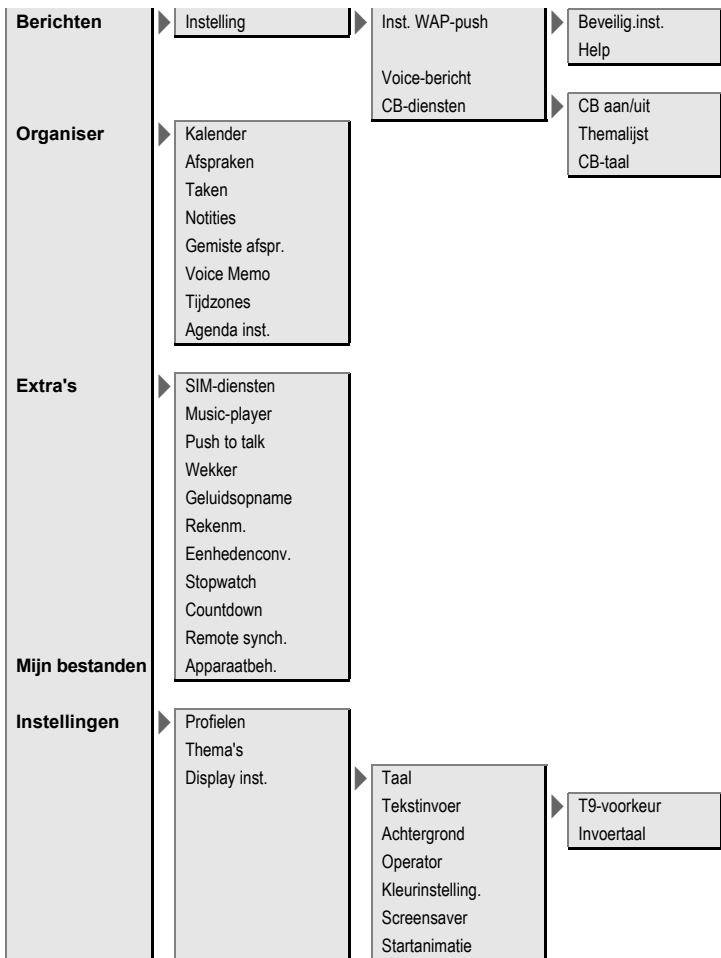 Berichten
Instelling
Inst. WAP-push
Beveilig.inst.
Help
Voice-bericht
CB-diensten
CB aan/uit
Themalijst
CB-taal
Organiser
Kalender
Afspraken
Taken
Notities
Gemiste afspr.
Voice Memo
Tijdzones
Agenda inst.
Extra's
SIM-diensten
Music-player
Push to talk
Wekker
Geluidsopname
Rekenm.
Eenhedenconv.
Stopwatch
Countdown
Remote synch.
Apparaatbeh.
Mijn bestanden
Instellingen
Profielen
Thema's
Display inst.
Taal
Tekstinvoer
T9-voorkeur
Invoertaal
Achtergrond
Operator
Kleurinstelling.
Screensaver
Startanimatie